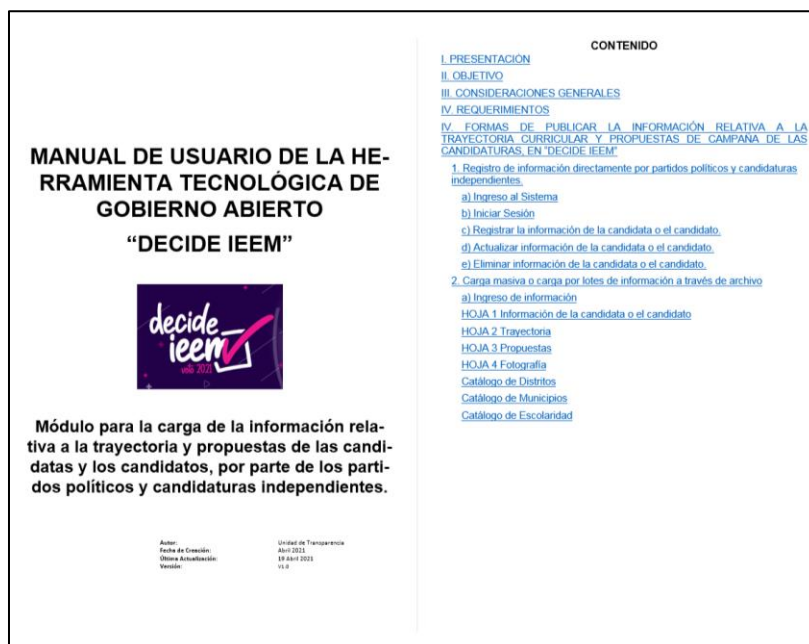 MANUAL DE USUARIO DE LA HE-
RRAMIENTA TECNOLÓGICA DE
GOBIERNO ABIERTO
“DECIDE IEEM”
decide
ieem
vota 2021
Módulo para la carga de la información rela-
tiva a la trayectoria y propuestas de las candi-
datas y los candidatos, por parte de los parti-
dos políticos y candidaturas independientes.
Autor: Unidad de Transparencia
Fecha de Creación: Abril 2021
Última Actualización: 19 Abril 2021
Versión: V1.0
CONTENIDO
I. PRESENTACIÓN
II. OBJETIVO
III. CONSIDERACIONES GENERALES
IV. REQUERIMIENTOS
IV. FORMAS DE PUBLICAR LA INFORMACIÓN RELATIVA A LA
TRAYECTORIA CURRICULAR Y PROPUESTAS DE CAMPAÑA DE LAS
CANDIDATURAS, EN “DECIDE IEEM”
1. Registro de información directamente por partidos políticos y candidaturas
independientes.
a) Ingreso al Sistema
b) Iniciar Sesión
c) Registrar la información de la candidata o el candidato.
d) Actualizar información de la candidata o el candidato.
e) Eliminar información de la candidata o el candidato.
2. Carga masiva o carga por lotes de información a través de archivo
a) Ingreso de información
HOJA 1 Información de la candidata o el candidato
HOJA 2 Trayectoria
HOJA 3 Propuestas
HOJA 4 Fotografía
Catálogo de Distritos
Catálogo de Municipios
Catálogo de Escolaridad